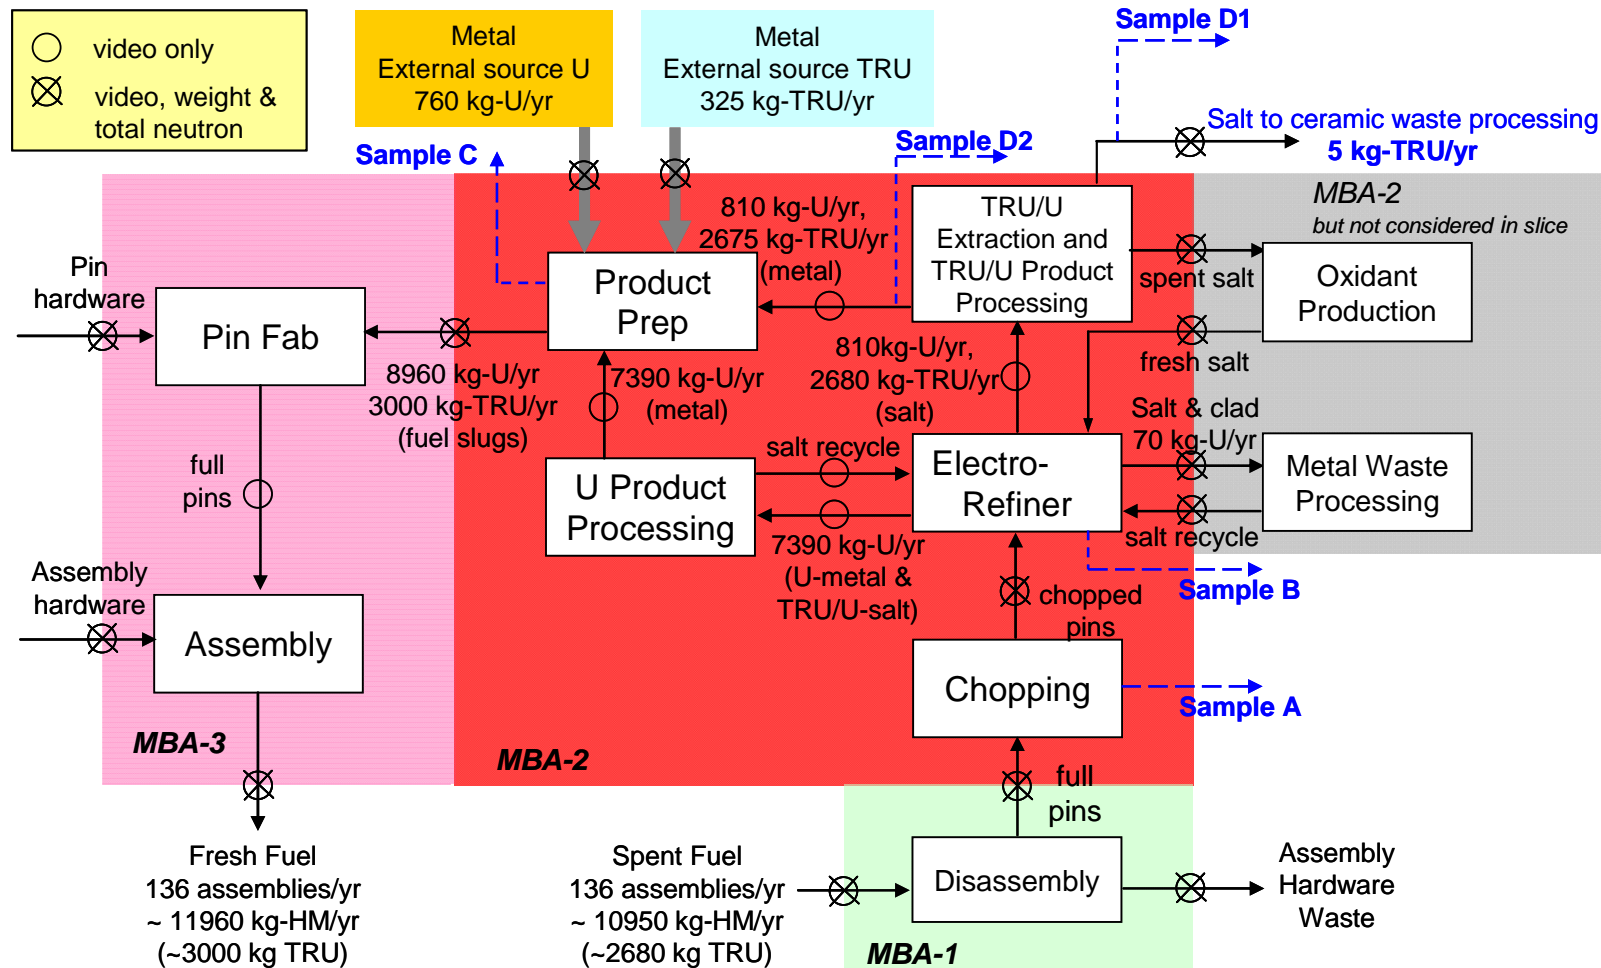 video only
video, weight &
total neutron
Metal
External source U
760 kg-U/yr
Metal
External source TRU
325 kg-TRU/yr
Sample D1
Salt to ceramic waste processing
5 kg-TRU/yr
Sample C
Sample D2
MBA-2
but not considered in slice
810 kg-U/yr,
2675 kg-TRU/yr
(metal)
TRU/U
Extraction and
TRU/U Product
Processing
spent salt
Oxidant
Production
fresh salt
Pin
hardware
Pin Fab
Product
Prep
8960 kg-U/yr
3000 kg-TRU/yr
(fuel slugs)
7390 kg-U/yr
(metal)
810kg-U/yr,
2680 kg-TRU/yr
(salt)
Salt & clad
70 kg-U/yr
full
pins
U Product
Processing
salt recycle
Electro-
Refiner
Metal Waste
Processing
salt recycle
7390 kg-U/yr
(U-metal &
TRU/U-salt)
Sample B
chopped
pins
Assembly
hardware
Assembly
Chopping
Sample A
MBA-3
MBA-2
full
pins
Fresh Fuel
136 assemblies/yr
~ 11960 kg-HM/yr
(~3000 kg TRU)
Spent Fuel
136 assemblies/yr
~ 10950 kg-HM/yr
(~2680 kg TRU)
Disassembly
MBA-1
Assembly
Hardware
Waste